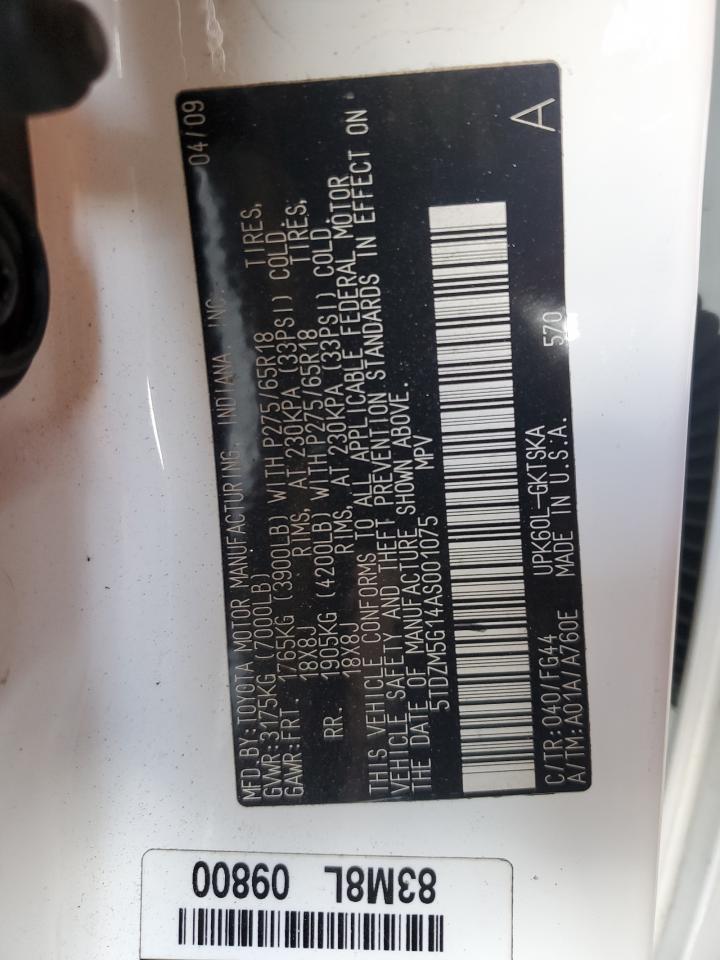 MFD.BY:TOYOTA MOTOR MANUFACTURING, INDIANA, INC. 04/09
GVWR:3175KG (7000LB)
GAWR:FRT. 1765KG (3900LB) WITH P275/65R18 TIRES,
18X8J RIMS, AT 230KPA (33PSI) COLD.
RR. 1905KG (4200LB) WITH P275/65R18 TIRES,
18X8J RIMS, AT 230KPA (33PSI) COLD.
THIS VEHICLE CONFORMS TO ALL APPLICABLE FEDERAL MOTOR
VEHICLE SAFETY AND THEFT PREVENTION STANDARDS IN EFFECT ON
THE DATE OF MANUFACTURE SHOWN ABOVE.
5TDZM5G14AS001075 MPV
C/TR:040/FG44 UPK60L-GKTSKA 570 A
A/TM:A01A/A760E MADE IN U.S.A.
83M8L 09800